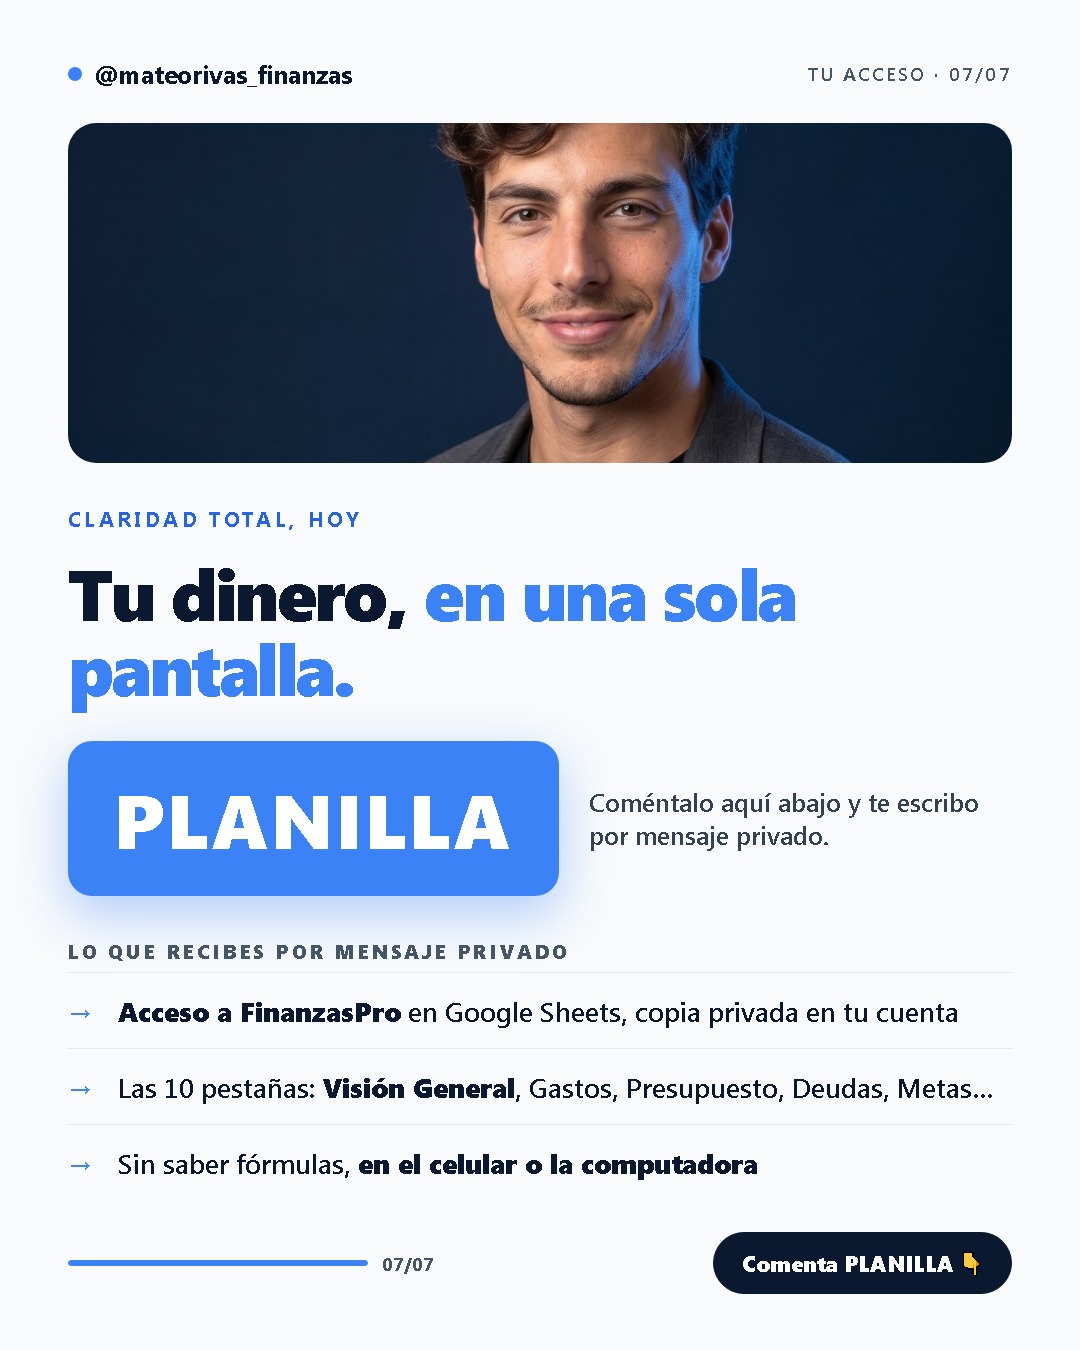 @mateorivas_finanzas
TU ACCESO · 07/07
CLARIDAD TOTAL, HOY
Tu dinero, en una sola
pantalla.
PLANILLA
Coméntalo aquí abajo y te escribo
por mensaje privado.
LO QUE RECIBES POR MENSAJE PRIVADO
→ Acceso a FinanzasPro en Google Sheets, copia privada en tu cuenta
→ Las 10 pestañas: Visión General, Gastos, Presupuesto, Deudas, Metas...
→ Sin saber fórmulas, en el celular o la computadora
07/07
Comenta PLANILLA 👇